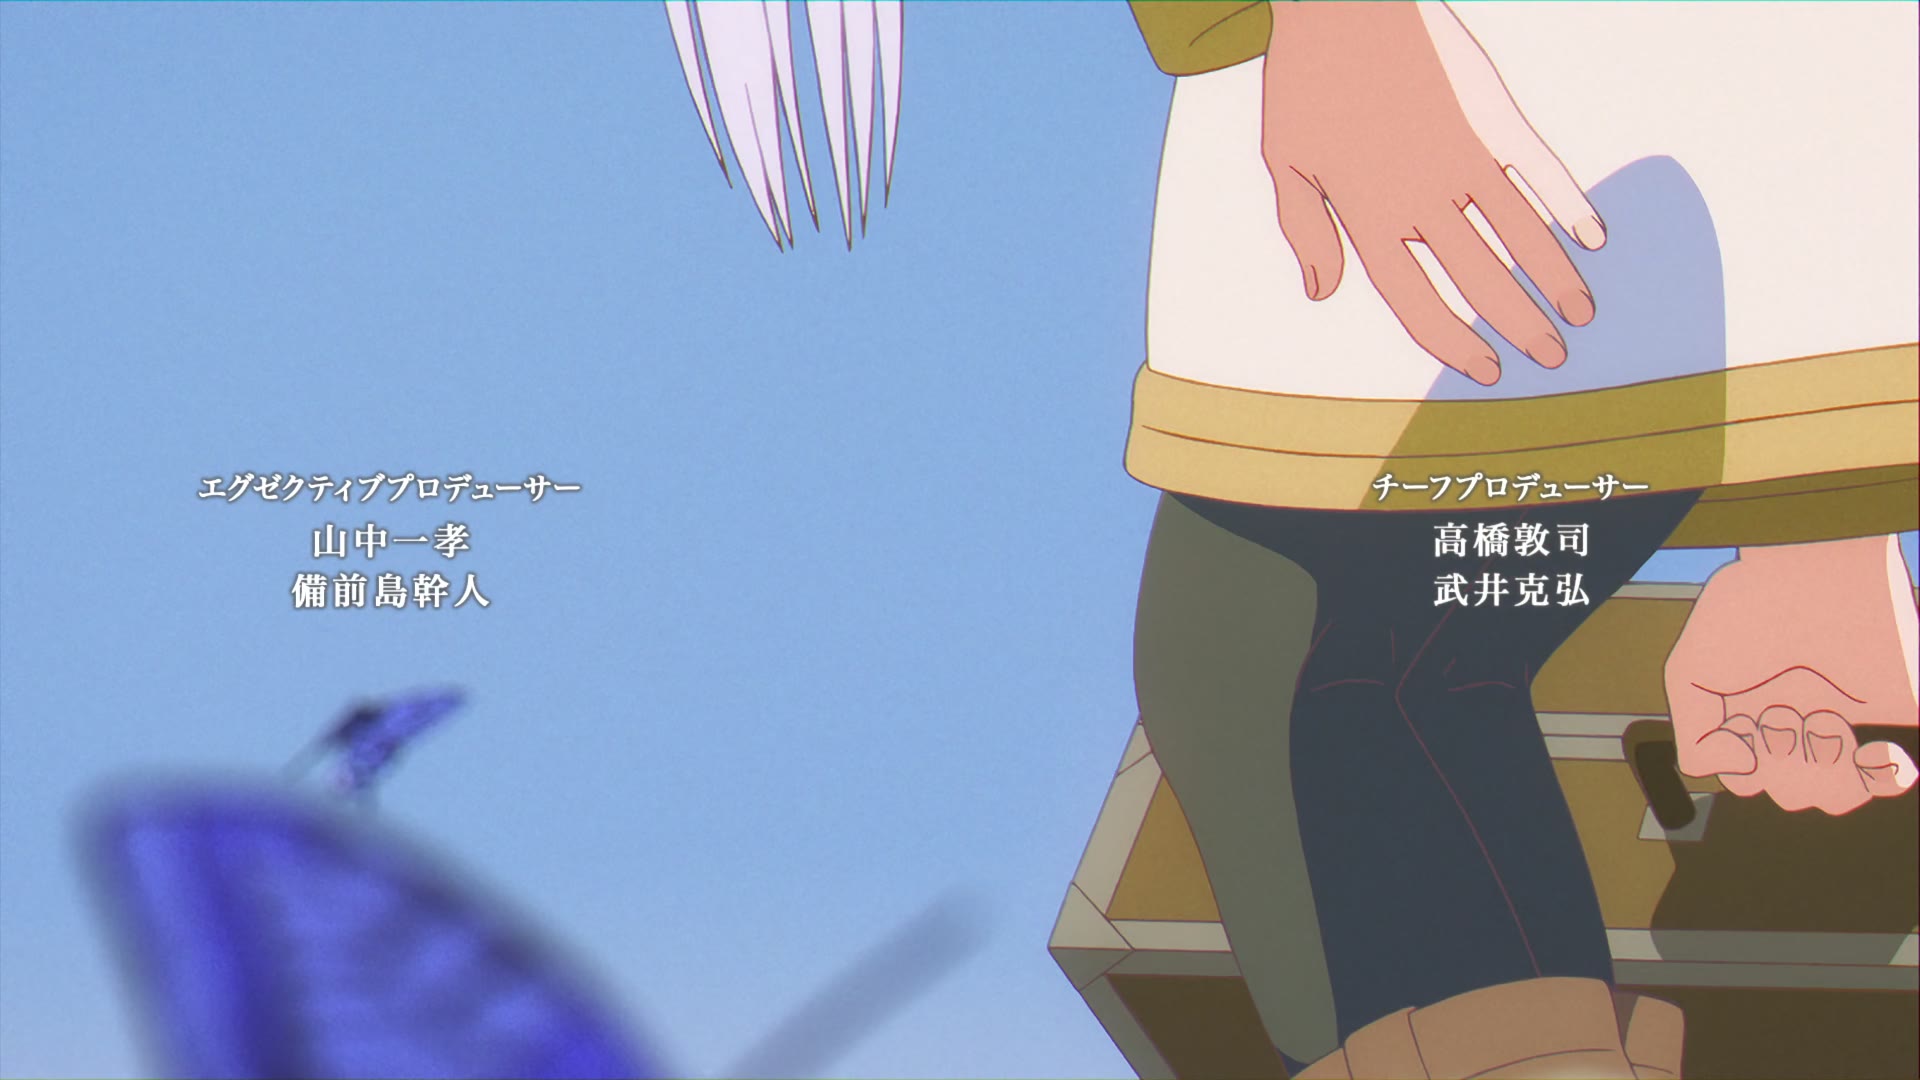 エグゼクティブプロデューサー
山中一孝
備前島幹人
チーフプロデューサー
高橋敦司
武井克弘